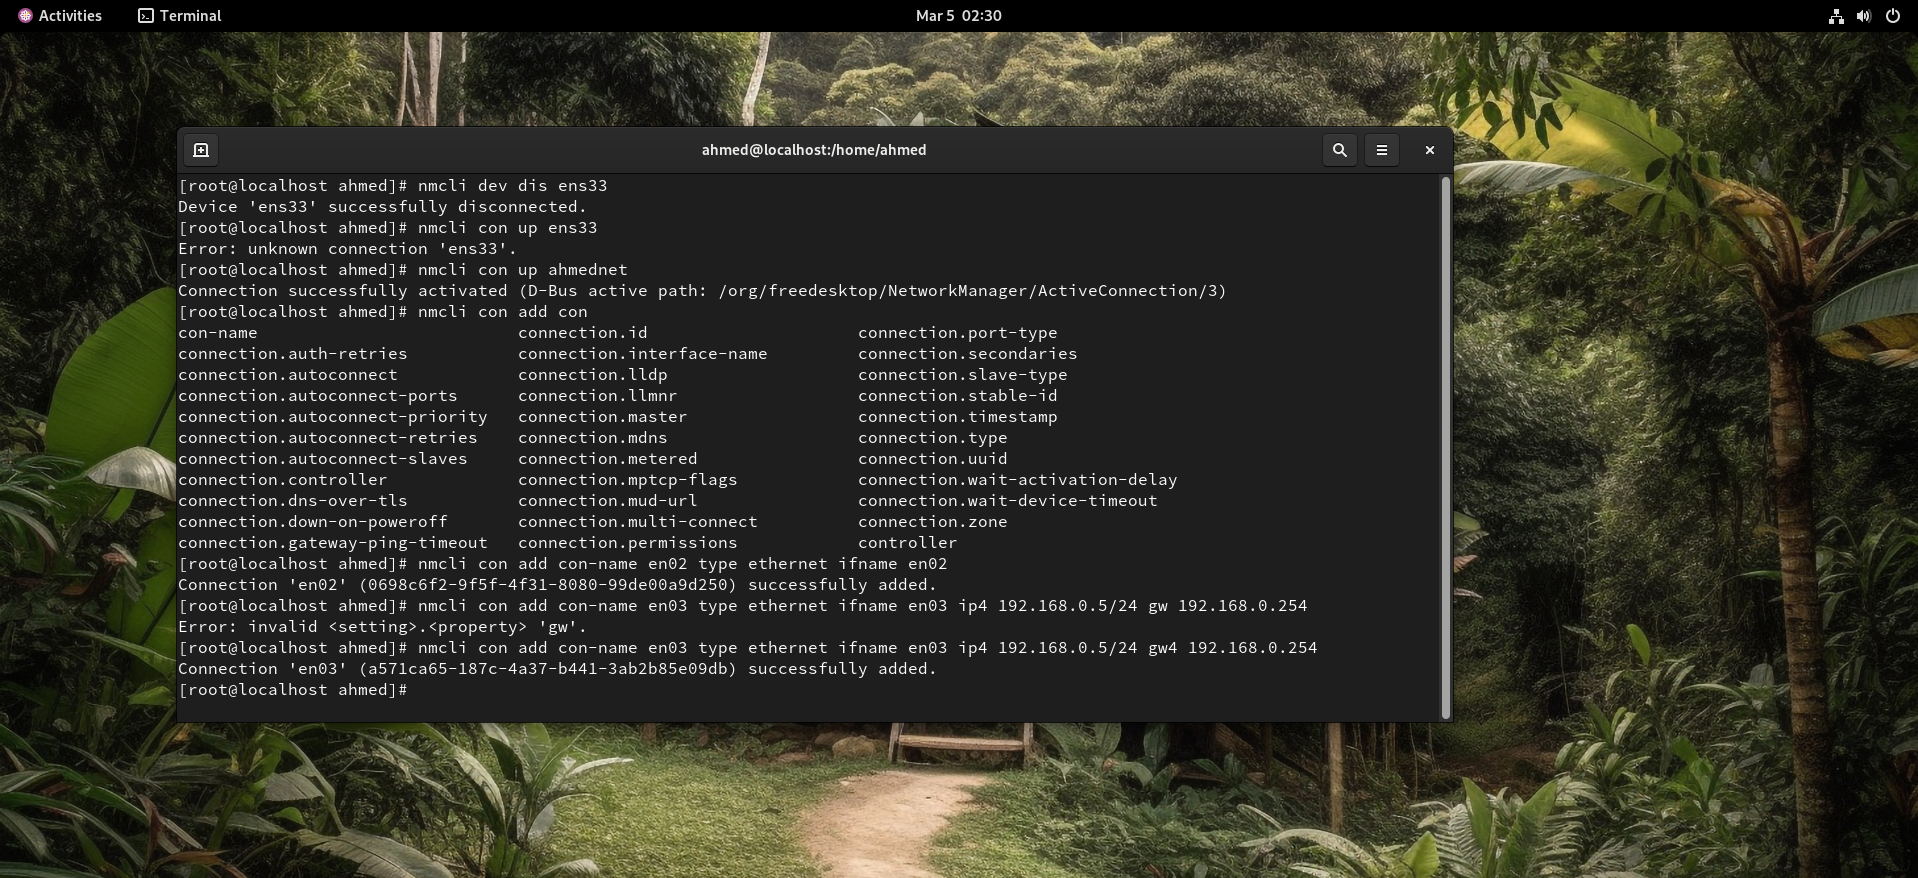 Activities Terminal Mar 5 02:30
ahmed@localhost:/home/ahmed
[root@localhost ahmed]# nmcli dev dis ens33
Device 'ens33' successfully disconnected.
[root@localhost ahmed]# nmcli con up ens33
Error: unknown connection 'ens33'.
[root@localhost ahmed]# nmcli con up ahmednet
Connection successfully activated (D-Bus active path: /org/freedesktop/NetworkManager/ActiveConnection/3)
[root@localhost ahmed]# nmcli con add con
con-name connection.id connection.port-type
connection.auth-retries connection.interface-name connection.secondaries
connection.autoconnect connection.lldp connection.slave-type
connection.autoconnect-ports connection.llmnr connection.stable-id
connection.autoconnect-priority connection.master connection.timestamp
connection.autoconnect-retries connection.mdns connection.type
connection.autoconnect-slaves connection.metered connection.uuid
connection.controller connection.mptcp-flags connection.wait-activation-delay
connection.dns-over-tls connection.mud-url connection.wait-device-timeout
connection.down-on-poweroff connection.multi-connect connection.zone
connection.gateway-ping-timeout connection.permissions controller
[root@localhost ahmed]# nmcli con add con-name en02 type ethernet ifname en02
Connection 'en02' (0698c6f2-9f5f-4f31-8080-99de00a9d250) successfully added.
[root@localhost ahmed]# nmcli con add con-name en03 type ethernet ifname en03 ip4 192.168.0.5/24 gw 192.168.0.254
Error: invalid <setting>.<property> 'gw'.
[root@localhost ahmed]# nmcli con add con-name en03 type ethernet ifname en03 ip4 192.168.0.5/24 gw4 192.168.0.254
Connection 'en03' (a571ca65-187c-4a37-b441-3ab2b85e09db) successfully added.
[root@localhost ahmed]#